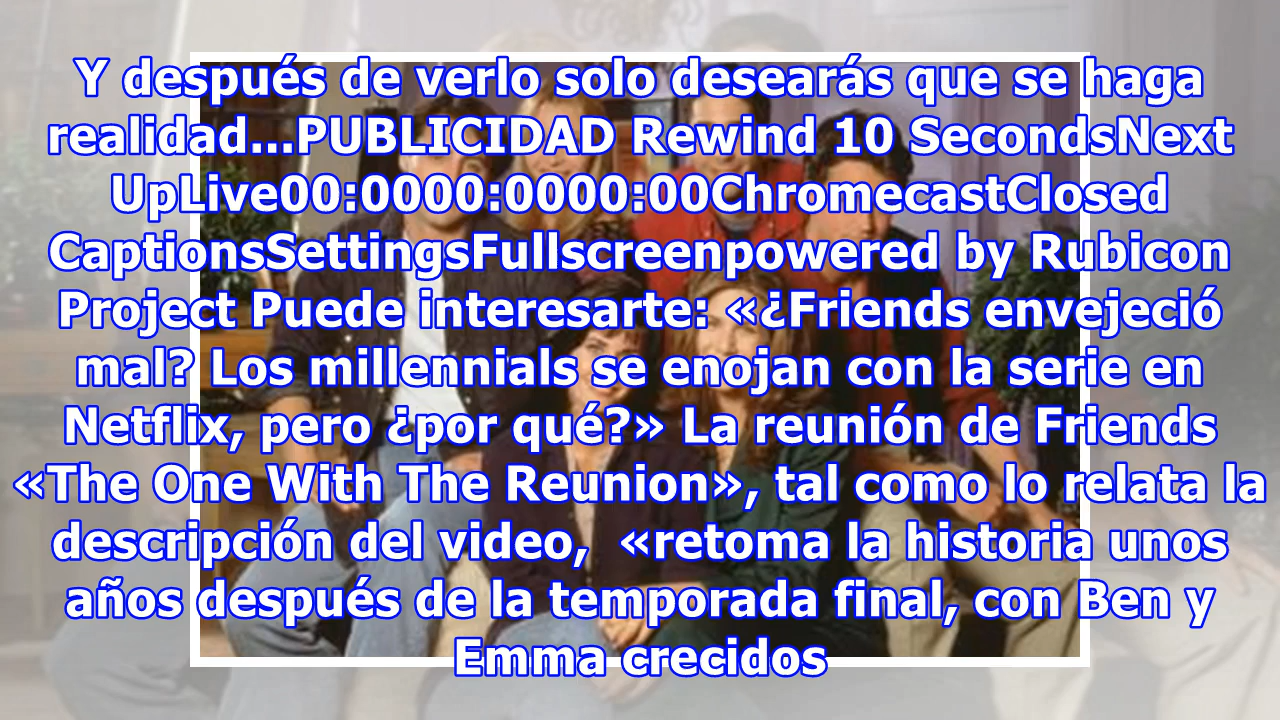 Y después de verlo solo desearás que se haga
realidad...PUBLICIDAD Rewind 10 SecondsNext
UpLive00:0000:0000:00ChromecastClosed
CaptionsSettingsFullscreenpowered by Rubicon
Project Puede interesarte: «¿Friends envejeció
mal? Los millennials se enojan con la serie en
Netflix, pero ¿por qué?» La reunión de Friends
«The One With The Reunion», tal como lo relata la
descripción del video,  «retoma la historia unos
años después de la temporada final, con Ben y
Emma crecidos